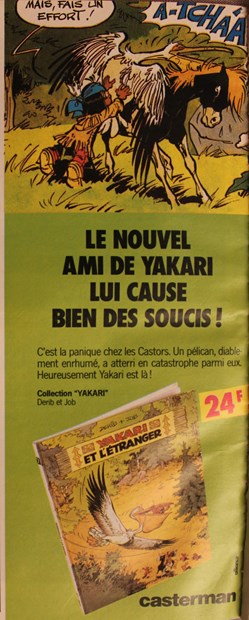 MAIS, FAIS UN
EFFORT!
A-TCHAA
LE NOUVEL
AMI DE YAKARI
LUI CAUSE
BIEN DES SOUCIS !
C'est la panique chez les Castors. Un pélican, diable-
ment enrhumé, a atterri en catastrophe parmi eux.
Heureusement Yakari est là !
Collection "YAKARI"
Derib et Job
24F
YAKARI
ET L'ÉTRANGER
casterman